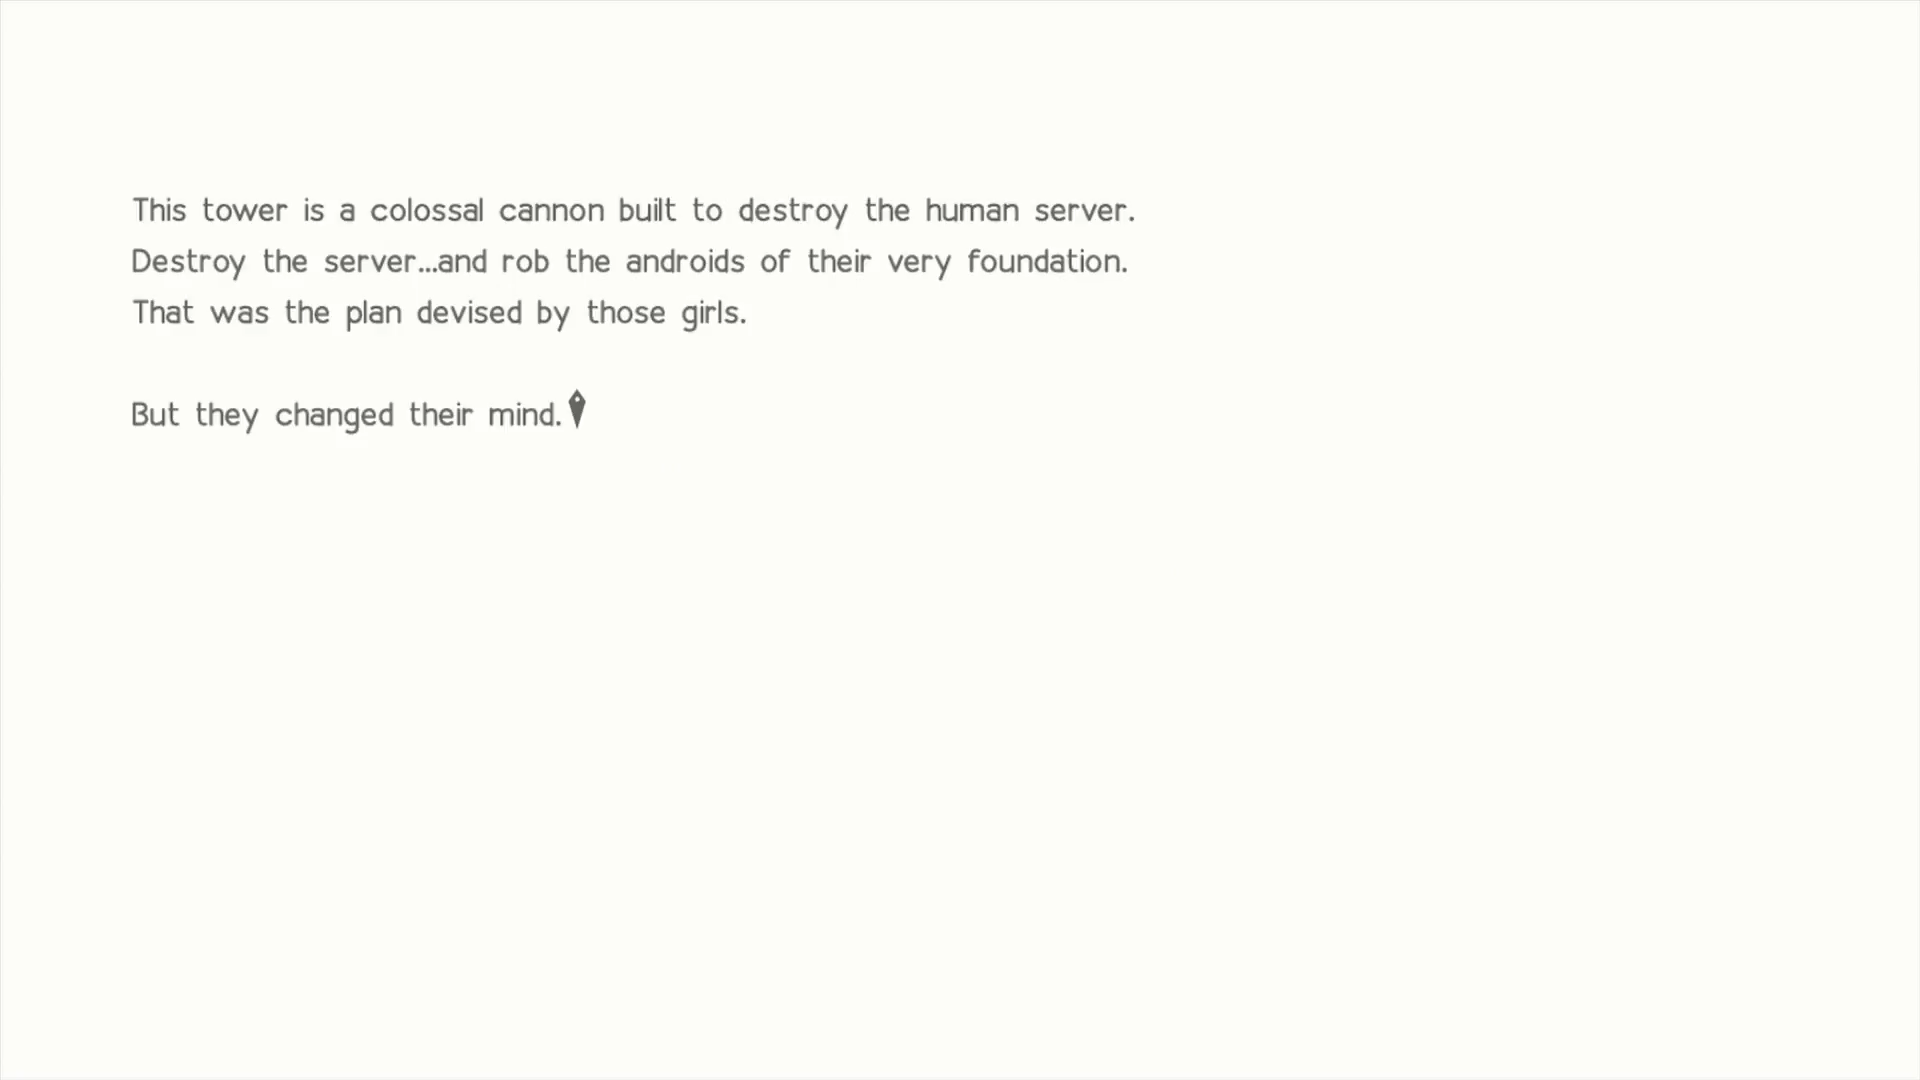 This tower is a colossal cannon built to destroy the human server.
Destroy the server...and rob the androids of their very foundation.
That was the plan devised by those girls.
But they changed their mind.